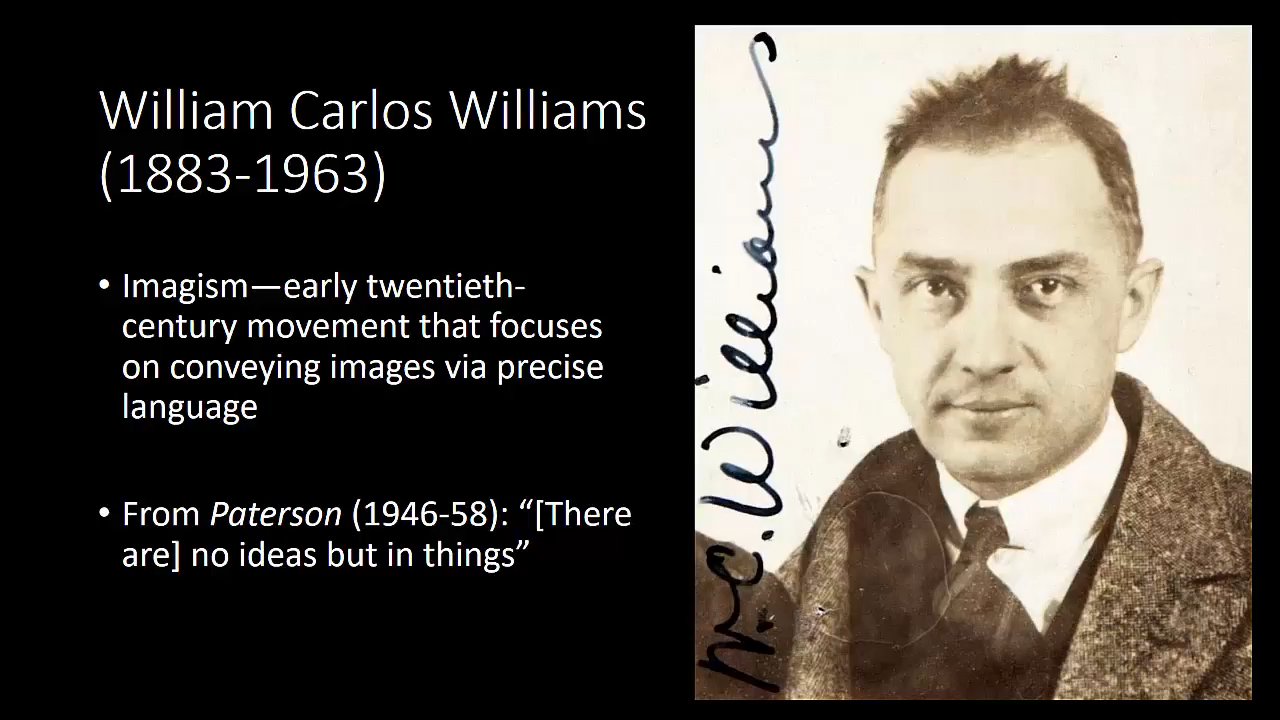 William Carlos Williams
(1883-1963)
• Imagism—early twentieth-
century movement that focuses
on conveying images via precise
language
• From Paterson (1946-58): “[There
are] no ideas but in things”
W.C. Williams